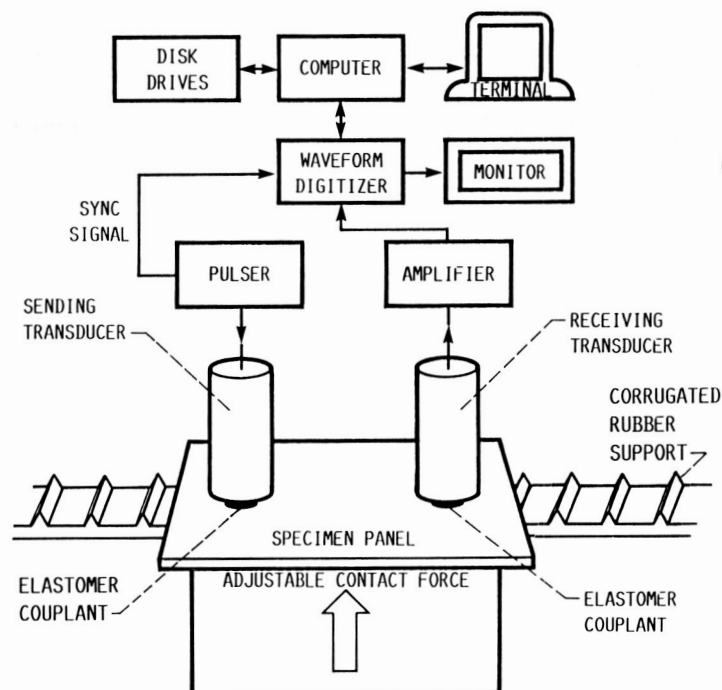 DISK
DRIVES
COMPUTER
TERMINAL
WAVEFORM
DIGITIZER
MONITOR
SYNC
SIGNAL
PULSER
AMPLIFIER
SENDING
TRANSDUCER
RECEIVING
TRANSDUCER
CORRUGATED
RUBBER
SUPPORT
SPECIMEN PANEL
ADJUSTABLE CONTACT FORCE
ELASTOMER
COUPLANT
ELASTOMER
COUPLANT